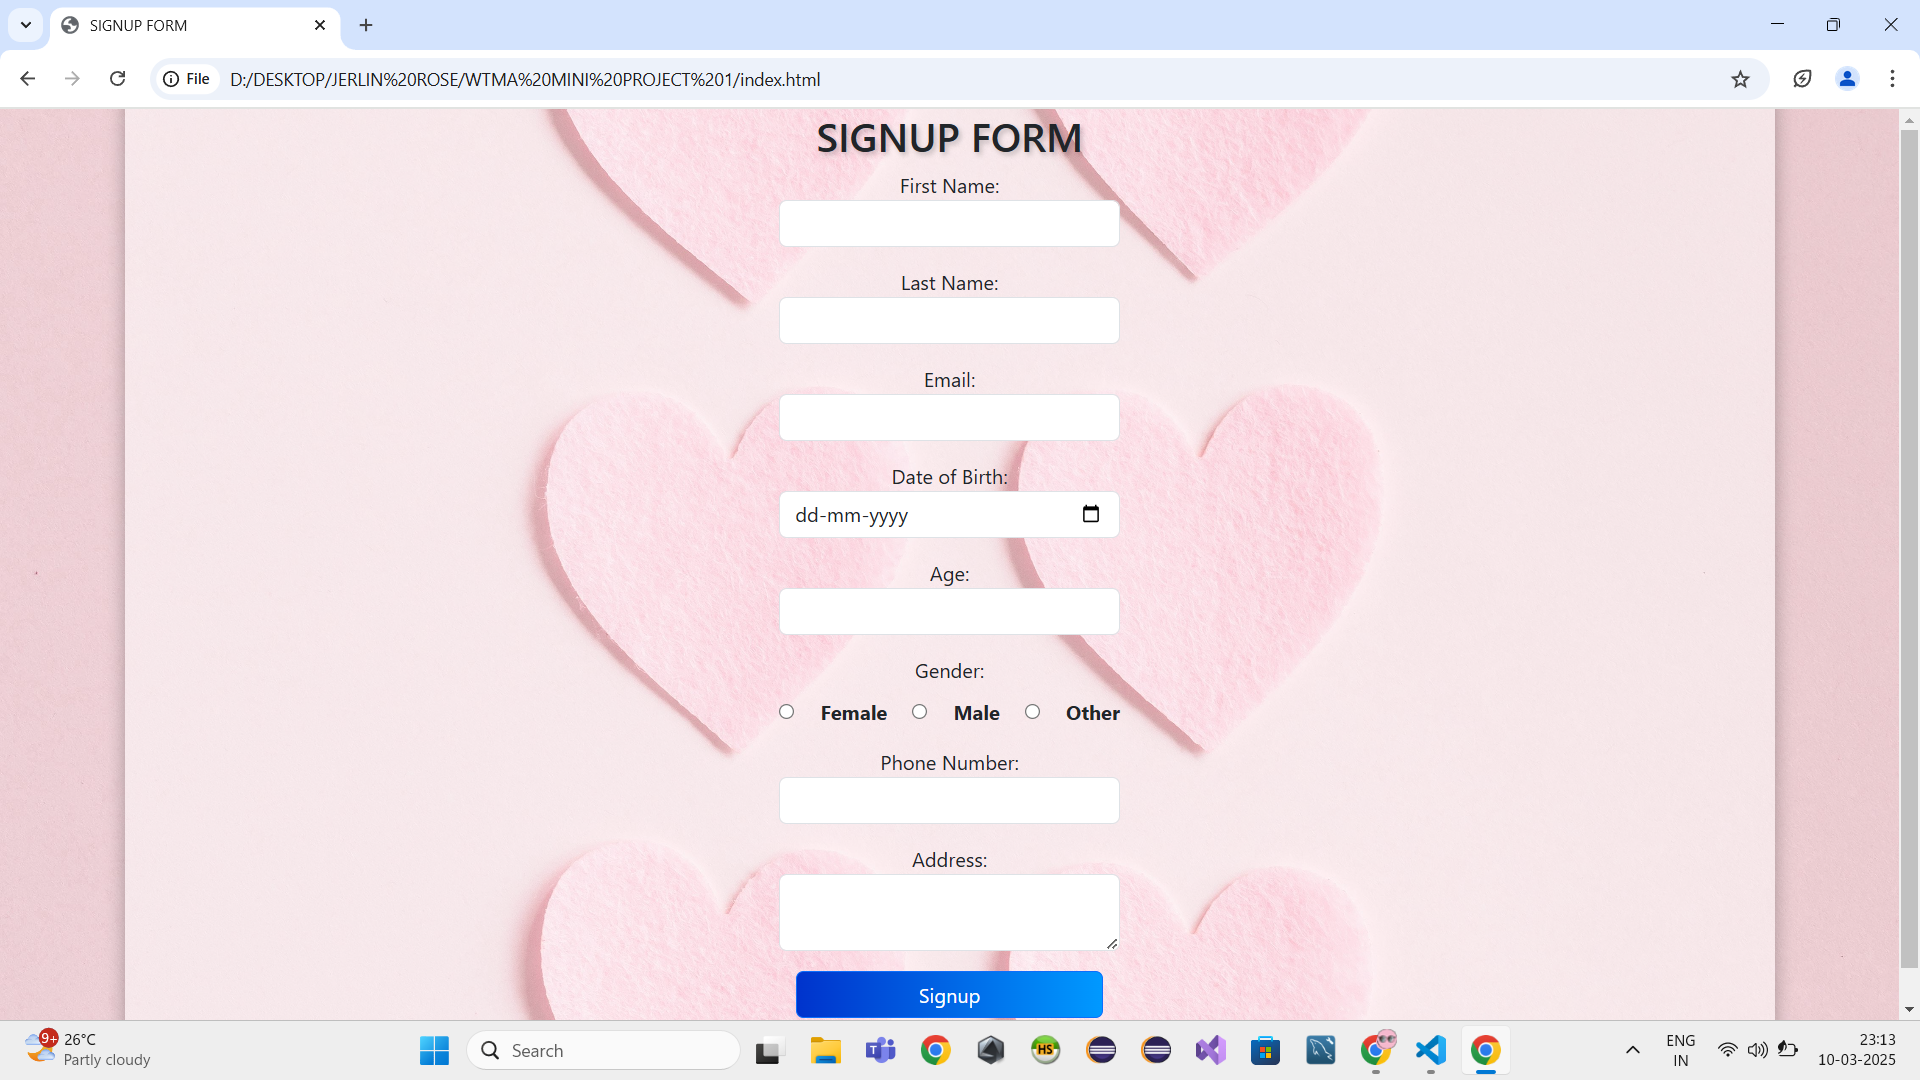 SIGNUP FORM
File D:/DESKTOP/JERLIN%20ROSE/WTMA%20MINI%20PROJECT%201/index.html
SIGNUP FORM
First Name:
Last Name:
Email:
Date of Birth:
dd-mm-yyyy
Age:
Gender:
Female Male Other
Phone Number:
Address:
Signup
9+ 26°C
Partly cloudy
Search
HS
ENG
IN
23:13
10-03-2025